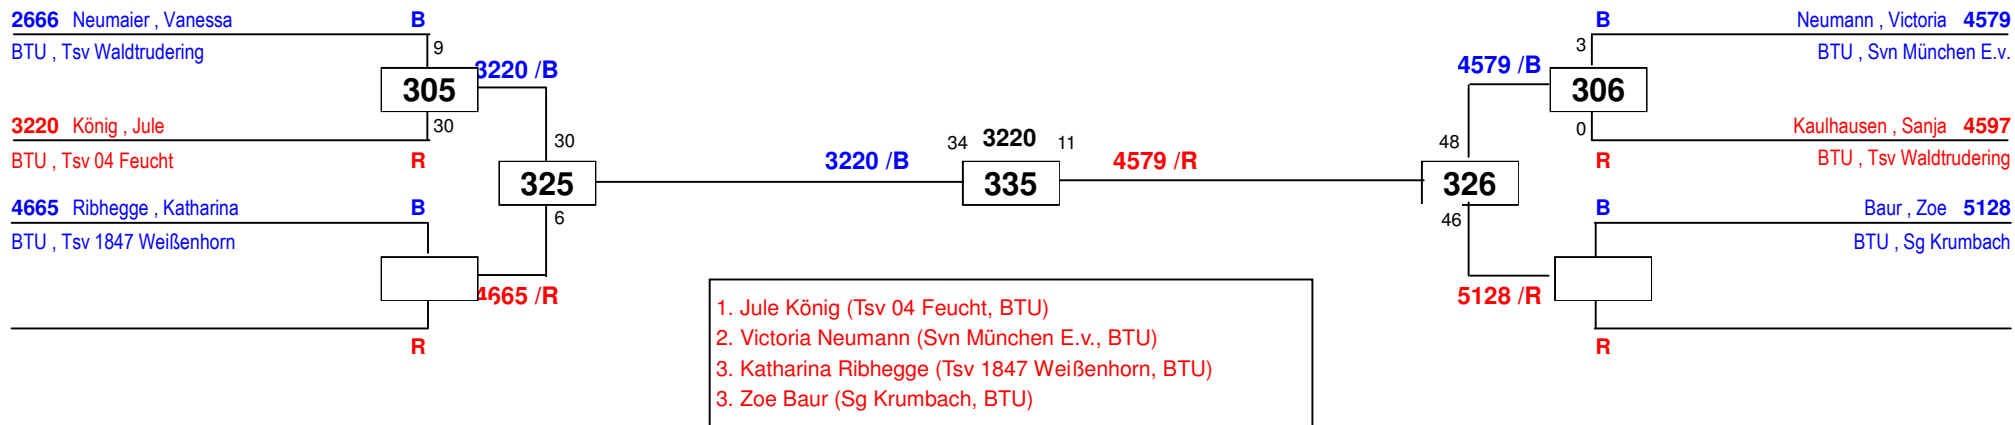 2666 Neumaier , Vanessa B
BTU , Tsv Waldtrudering
9
305
3220 /B
3220 König , Jule
30
BTU , Tsv 04 Feucht R
30
325
6
4665 Ribhegge , Katharina B
BTU , Tsv 1847 Weißenhorn
4665 /R
R
3220 /B
34 3220 11
335
4579 /R
B Neumann , Victoria 4579
3
BTU , Svn München E.v.
4579 /B
306
0
Kaulhausen , Sanja 4597
R BTU , Tsv Waldtrudering
48
326
46
B Baur , Zoe 5128
BTU , Sg Krumbach
5128 /R
R
1. Jule König (Tsv 04 Feucht, BTU)
2. Victoria Neumann (Svn München E.v., BTU)
3. Katharina Ribhegge (Tsv 1847 Weißenhorn, BTU)
3. Zoe Baur (Sg Krumbach, BTU)